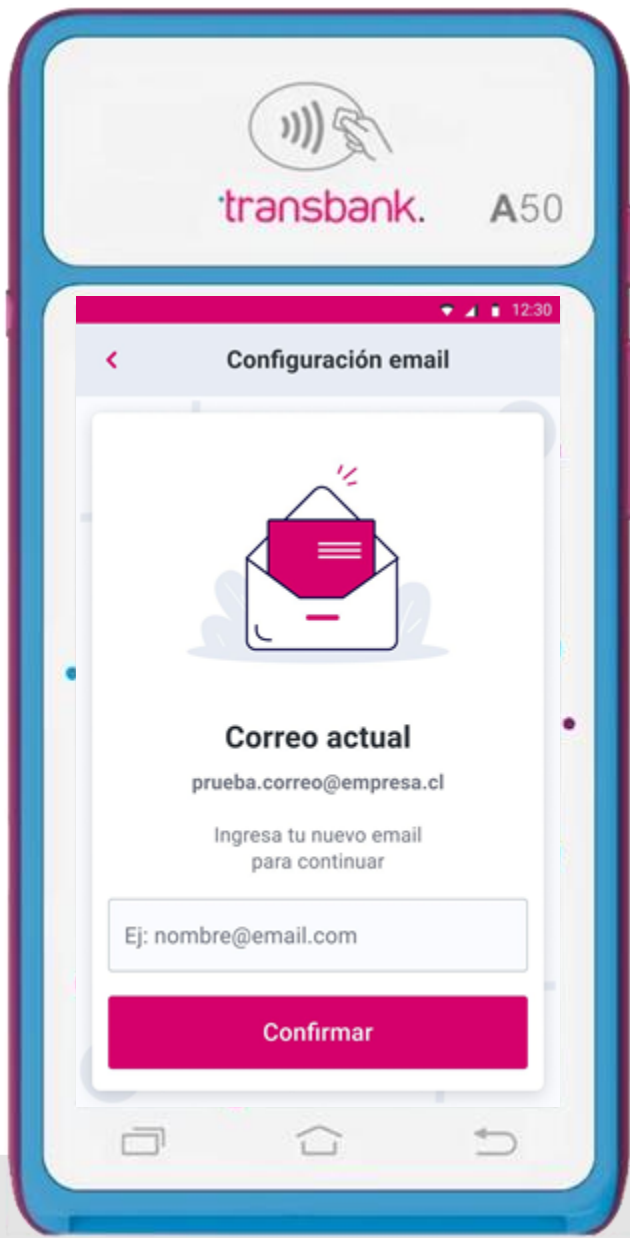 transbank.
A50
12:30
Configuración email
Correo actual
prueba.correo@empresa.cl
Ingresa tu nuevo email
para continuar
Ej: nombre@email.com
Confirmar